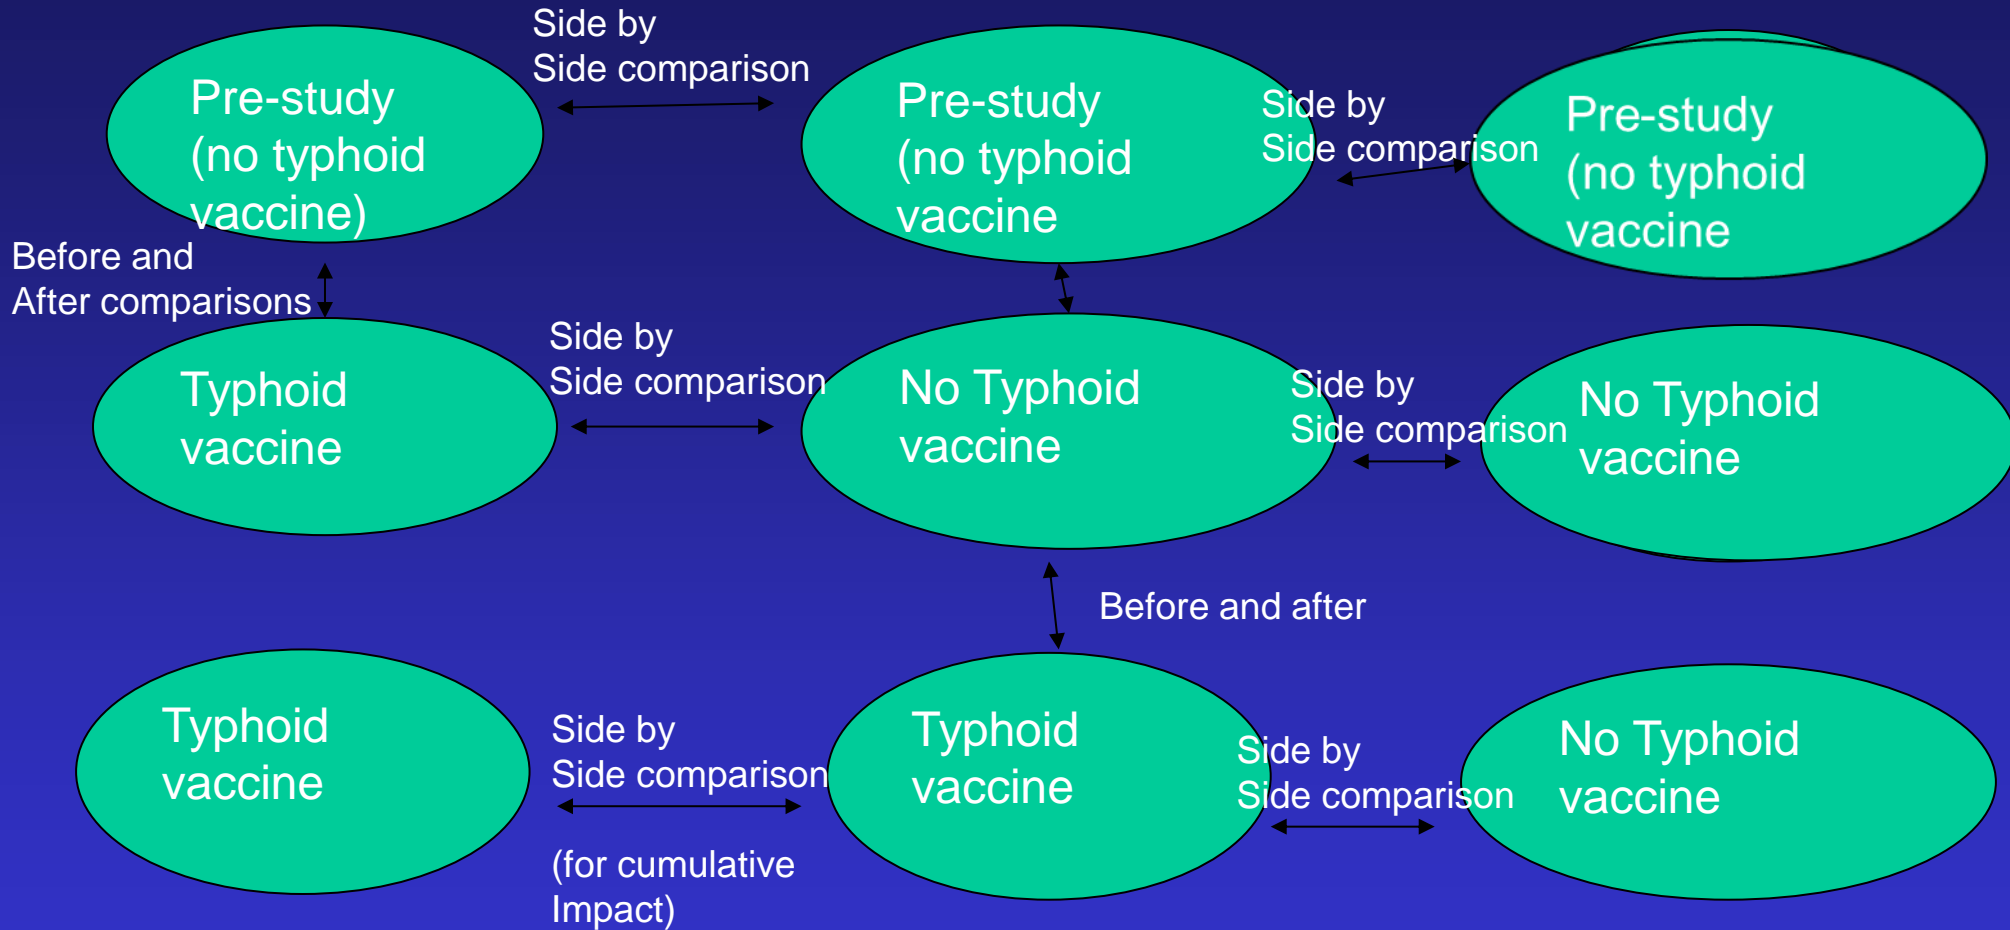 Side by
Side comparison
Pre-study
(no typhoid
vaccine)
Pre-study
(no typhoid
vaccine
Side by
Side comparison
Pre-study
(no typhoid
vaccine
Before and
After comparisons
Typhoid
vaccine
Side by
Side comparison
No Typhoid
vaccine
Side by
Side comparison
No Typhoid
vaccine
Before and after
Typhoid
vaccine
Side by
Side comparison
(for cumulative
Impact)
Typhoid
vaccine
Side by
Side comparison
No Typhoid
vaccine